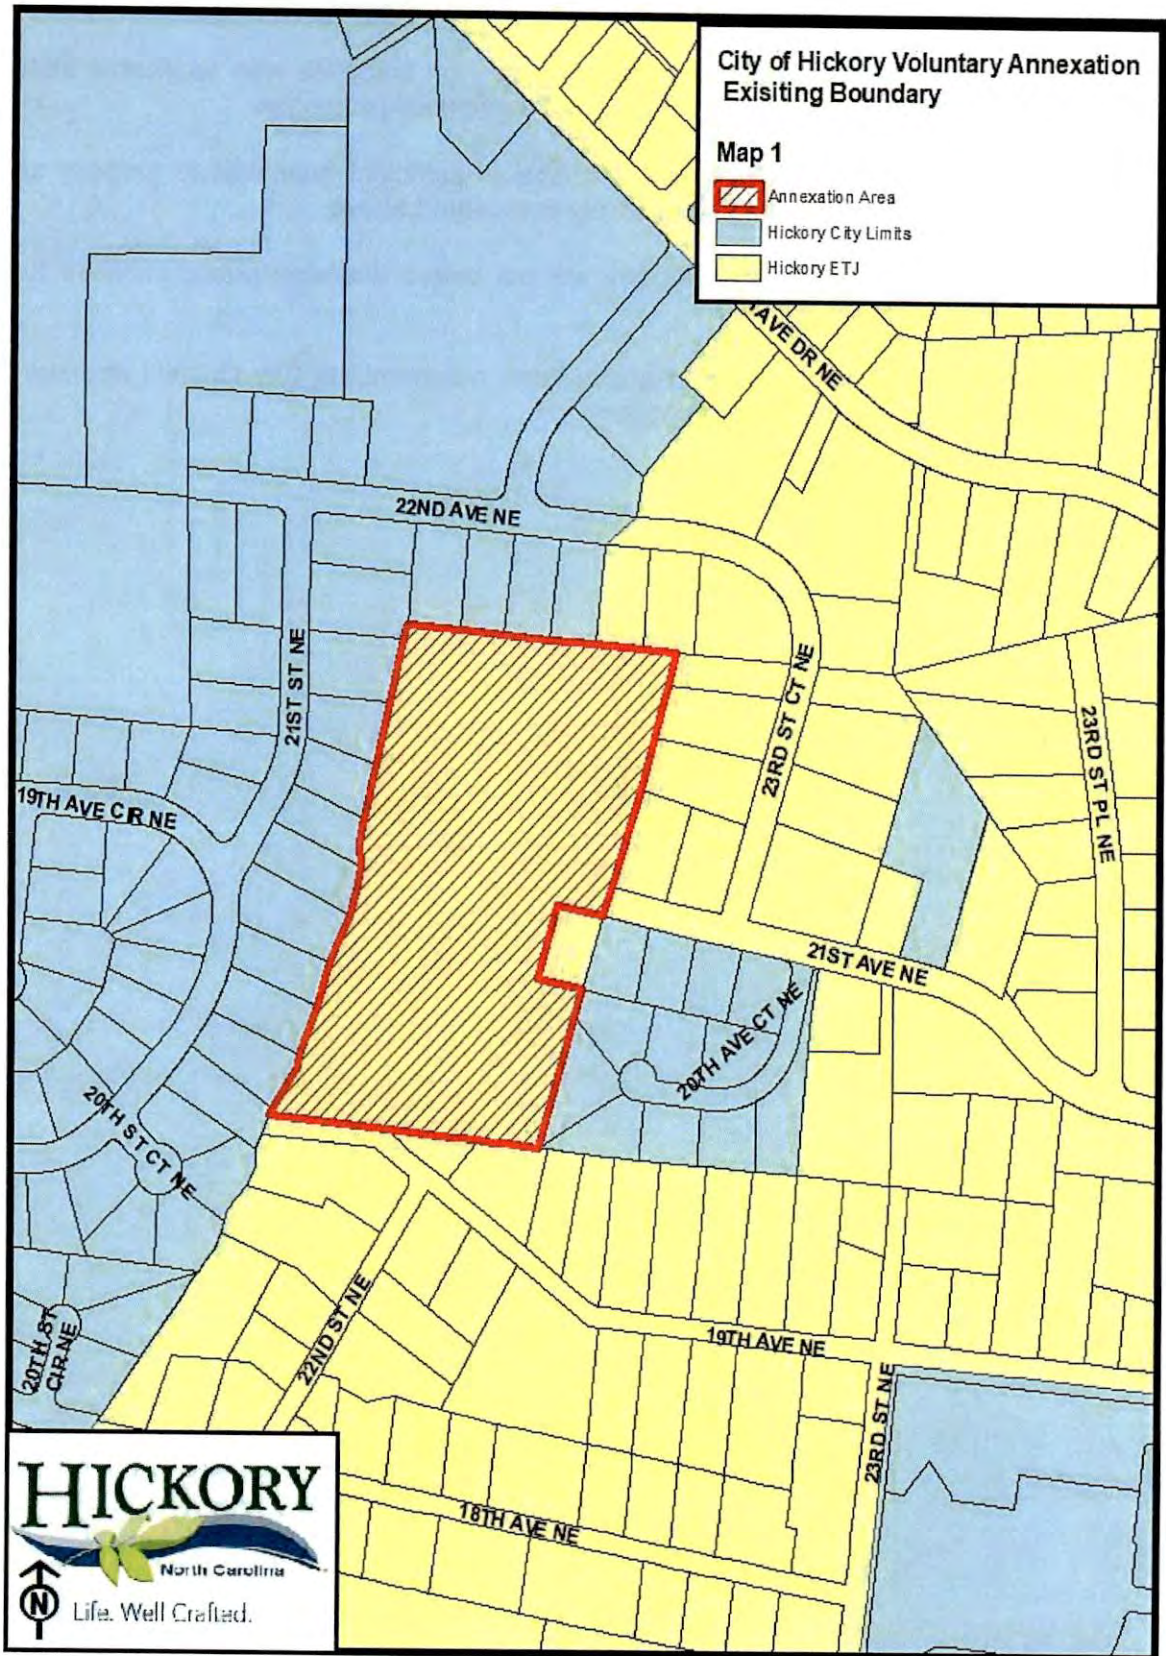 City of Hickory Voluntary Annexation
Exisiting Boundary
Map 1
Annexation Area
Hickory City Limits
Hickory ETJ
AVE DR NE
22ND AVE NE
21ST ST NE
23RD ST CT NE
23RD ST PL NE
19TH AVE CIR NE
21ST AVE NE
20TH AVE CT NE
20TH ST CT NE
20TH ST
CIR NE
22ND ST NE
19TH AVE NE
23RD ST NE
18TH AVE NE
HICKORY
North Carolina
N
Life. Well Crafted.